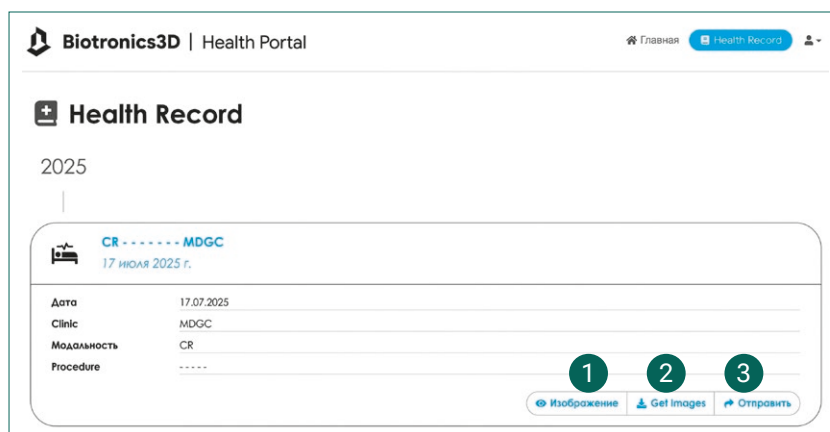 Biotronics3D | Health Portal
Главная
Health Record
Health Record
2025
CR - - - - - - - MDGC
17 июля 2025 г.
Дата 17.07.2025
Clinic MDGC
Модальность CR
Procedure - - - - -
1 2 3
Изображение Get Images Отправить